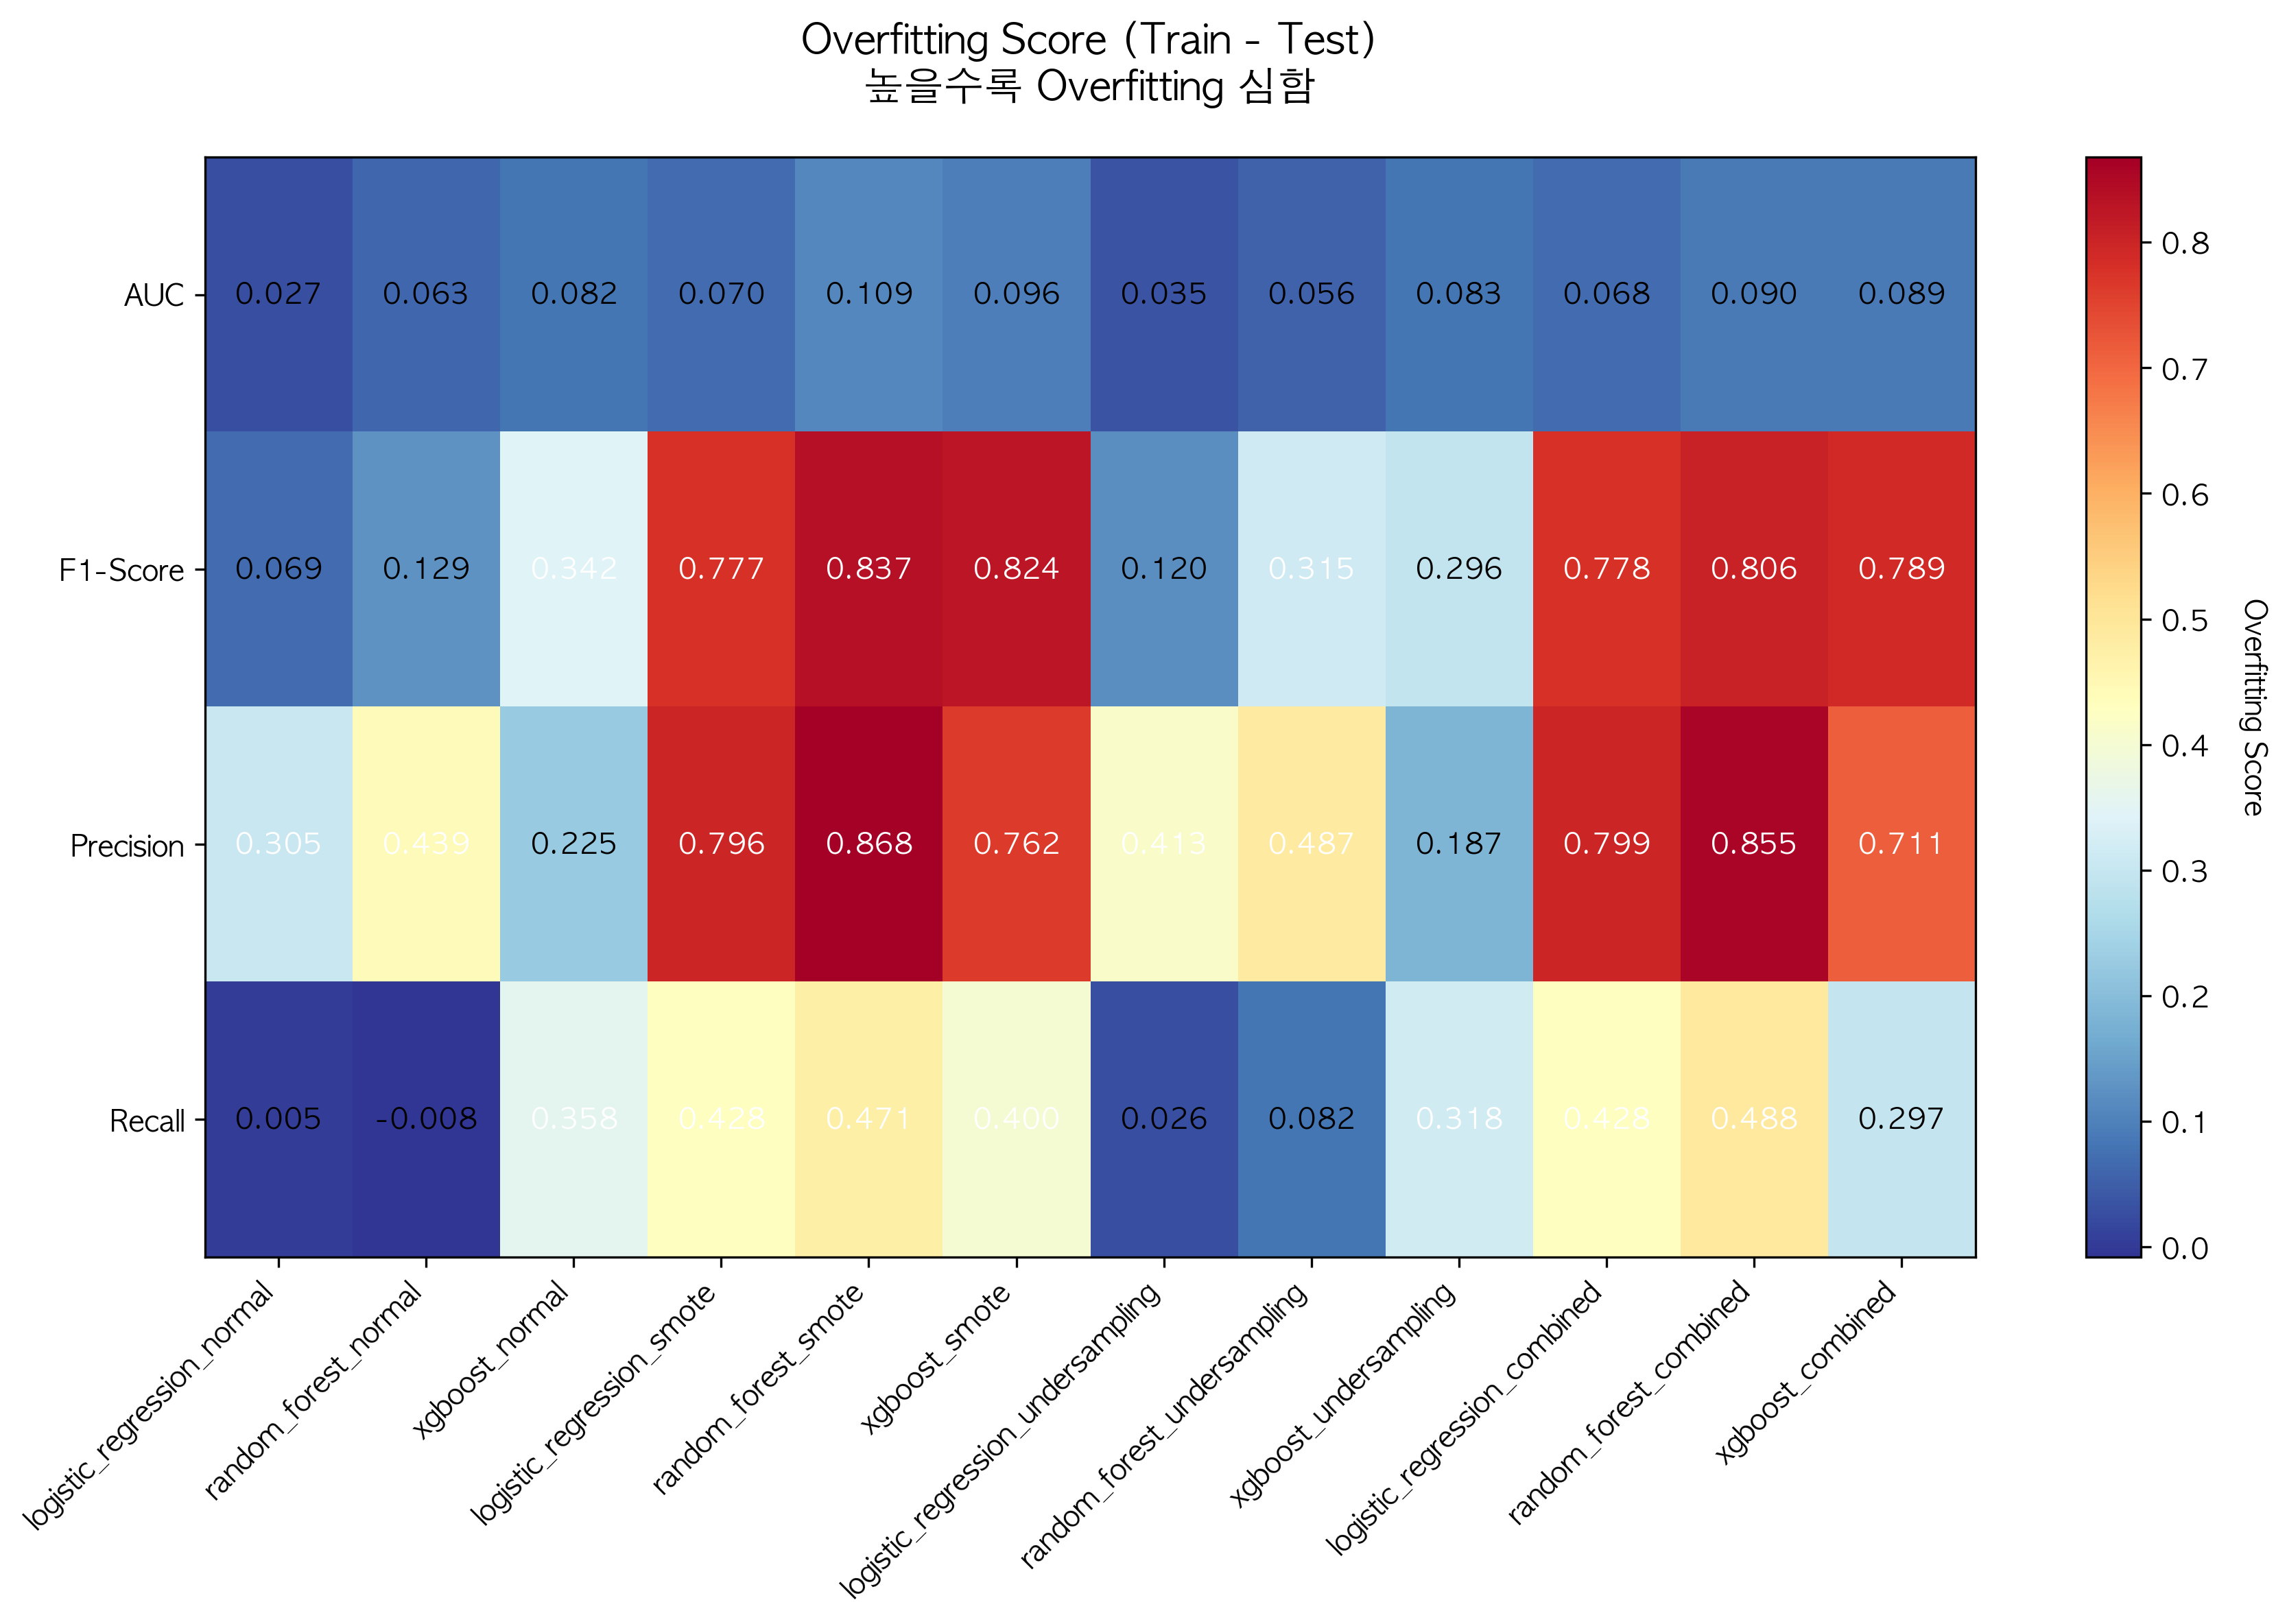 Overfitting Score (Train - Test)
높을수록 Overfitting 심함
AUC 0.027 0.063 0.082 0.070 0.109 0.096 0.035 0.056 0.083 0.068 0.090 0.089
F1-Score 0.069 0.129 0.342 0.777 0.837 0.824 0.120 0.315 0.296 0.778 0.806 0.789
Precision 0.305 0.439 0.225 0.796 0.868 0.762 0.413 0.487 0.187 0.799 0.855 0.711
Recall 0.005 -0.008 0.358 0.428 0.471 0.400 0.026 0.082 0.318 0.428 0.488 0.297
logistic_regression_normal
random_forest_normal
xgboost_normal
logistic_regression_smote
random_forest_smote
xgboost_smote
logistic_regression_undersampling
random_forest_undersampling
xgboost_undersampling
logistic_regression_combined
random_forest_combined
xgboost_combined
0.8
0.7
0.6
0.5
0.4
0.3
0.2
0.1
0.0
Overfitting Score